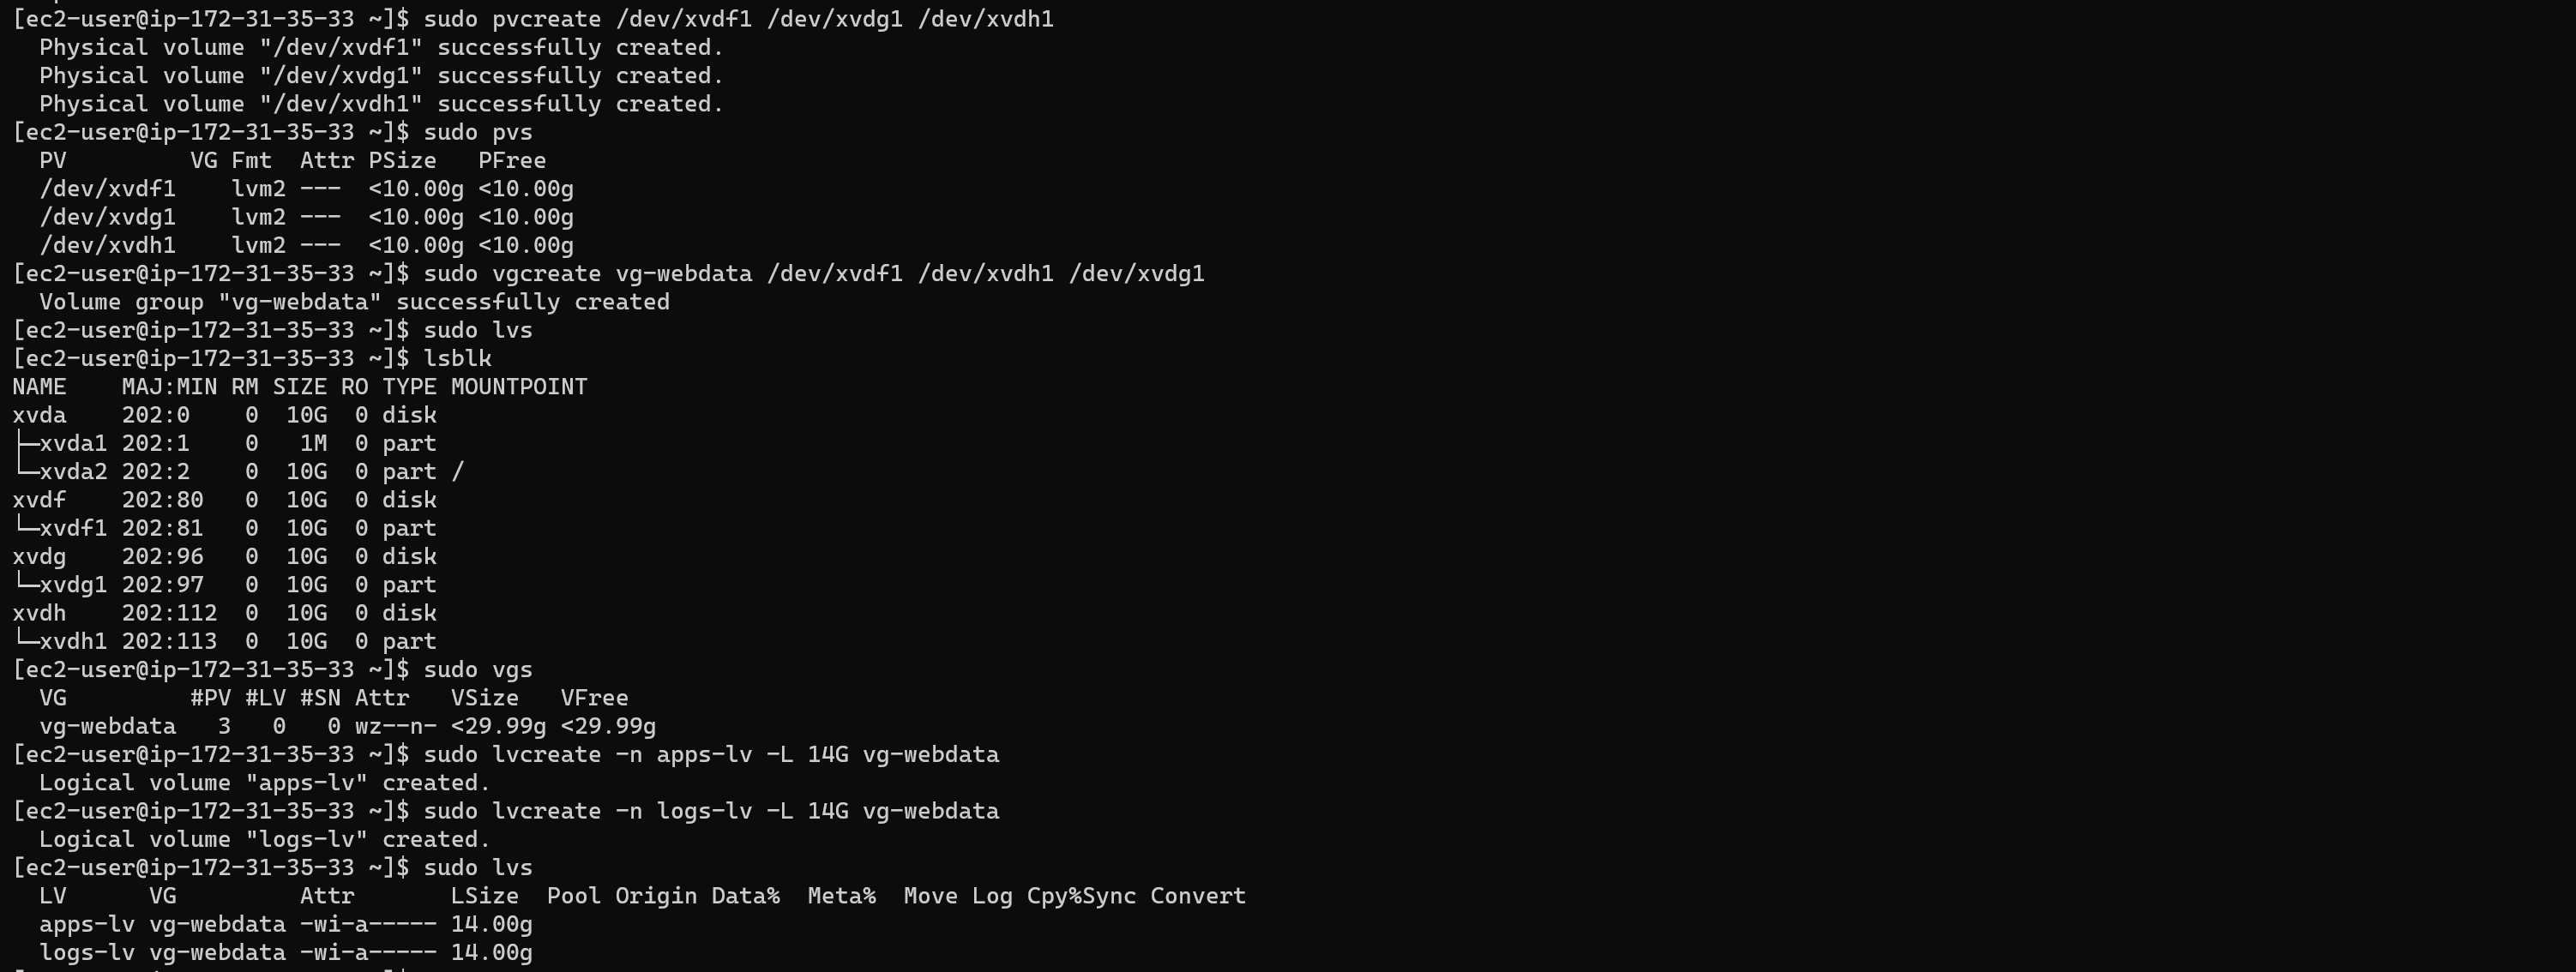 [ec2-user@ip-172-31-35-33 ~]$ sudo pvcreate /dev/xvdf1 /dev/xvdg1 /dev/xvdh1
  Physical volume "/dev/xvdf1" successfully created.
  Physical volume "/dev/xvdg1" successfully created.
  Physical volume "/dev/xvdh1" successfully created.
[ec2-user@ip-172-31-35-33 ~]$ sudo pvs
  PV         VG Fmt  Attr PSize   PFree
  /dev/xvdf1    lvm2 ---  <10.00g <10.00g
  /dev/xvdg1    lvm2 ---  <10.00g <10.00g
  /dev/xvdh1    lvm2 ---  <10.00g <10.00g
[ec2-user@ip-172-31-35-33 ~]$ sudo vgcreate vg-webdata /dev/xvdf1 /dev/xvdh1 /dev/xvdg1
  Volume group "vg-webdata" successfully created
[ec2-user@ip-172-31-35-33 ~]$ sudo lvs
[ec2-user@ip-172-31-35-33 ~]$ lsblk
NAME    MAJ:MIN RM SIZE RO TYPE MOUNTPOINT
xvda    202:0    0  10G  0 disk
├─xvda1 202:1    0   1M  0 part
└─xvda2 202:2    0  10G  0 part /
xvdf    202:80   0  10G  0 disk
└─xvdf1 202:81   0  10G  0 part
xvdg    202:96   0  10G  0 disk
└─xvdg1 202:97   0  10G  0 part
xvdh    202:112  0  10G  0 disk
└─xvdh1 202:113  0  10G  0 part
[ec2-user@ip-172-31-35-33 ~]$ sudo vgs
  VG         #PV #LV #SN Attr   VSize   VFree
  vg-webdata   3   0   0 wz--n- <29.99g <29.99g
[ec2-user@ip-172-31-35-33 ~]$ sudo lvcreate -n apps-lv -L 14G vg-webdata
  Logical volume "apps-lv" created.
[ec2-user@ip-172-31-35-33 ~]$ sudo lvcreate -n logs-lv -L 14G vg-webdata
  Logical volume "logs-lv" created.
[ec2-user@ip-172-31-35-33 ~]$ sudo lvs
  LV      VG         Attr       LSize  Pool Origin Data%  Meta%  Move Log Cpy%Sync Convert
  apps-lv vg-webdata -wi-a----- 14.00g
  logs-lv vg-webdata -wi-a----- 14.00g